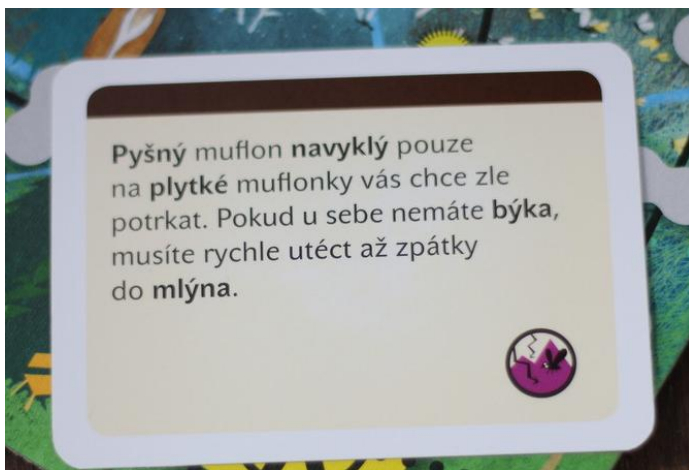 Pyšný muflon navyklý pouze
na plytké muflonky vás chce zle
potrkat. Pokud u sebe nemáte býka,
musíte rychle utéct až zpátky
do mlýna.